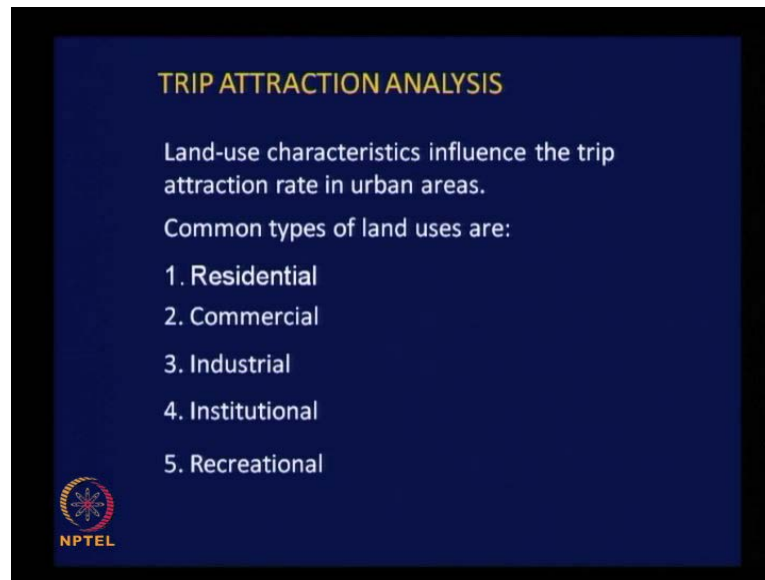 TRIP ATTRACTION ANALYSIS
Land-use characteristics influence the trip
attraction rate in urban areas.
Common types of land uses are:
1. Residential
2. Commercial
3. Industrial
4. Institutional
5. Recreational
NPTEL